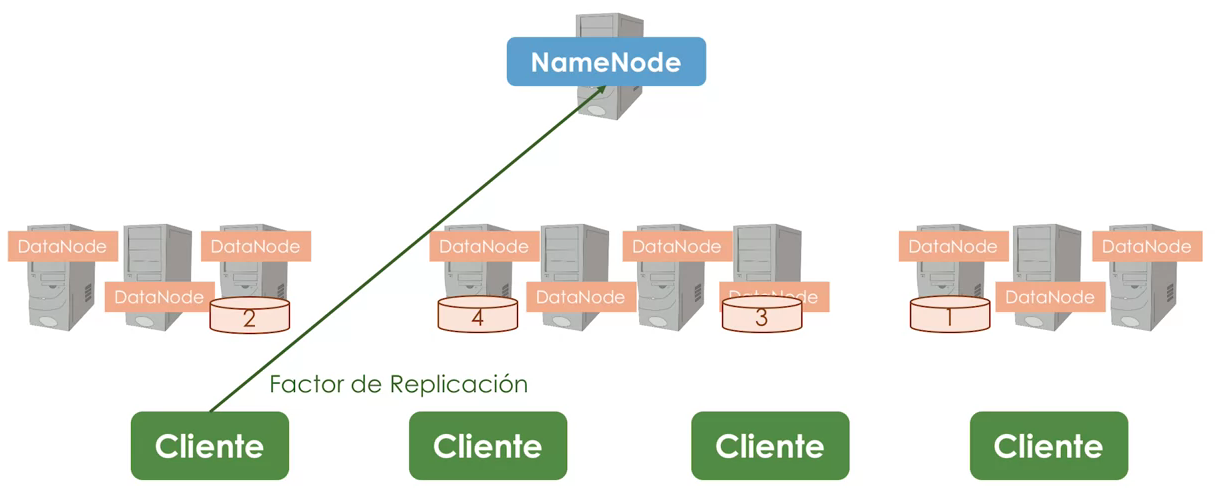 NameNode
DataNode
DataNode
DataNode
DataNode
DataNode
DataNode
DataNode
DataNode
DataNode
DataNode
2
4
3
1
Factor de Replicación
Cliente
Cliente
Cliente
Cliente